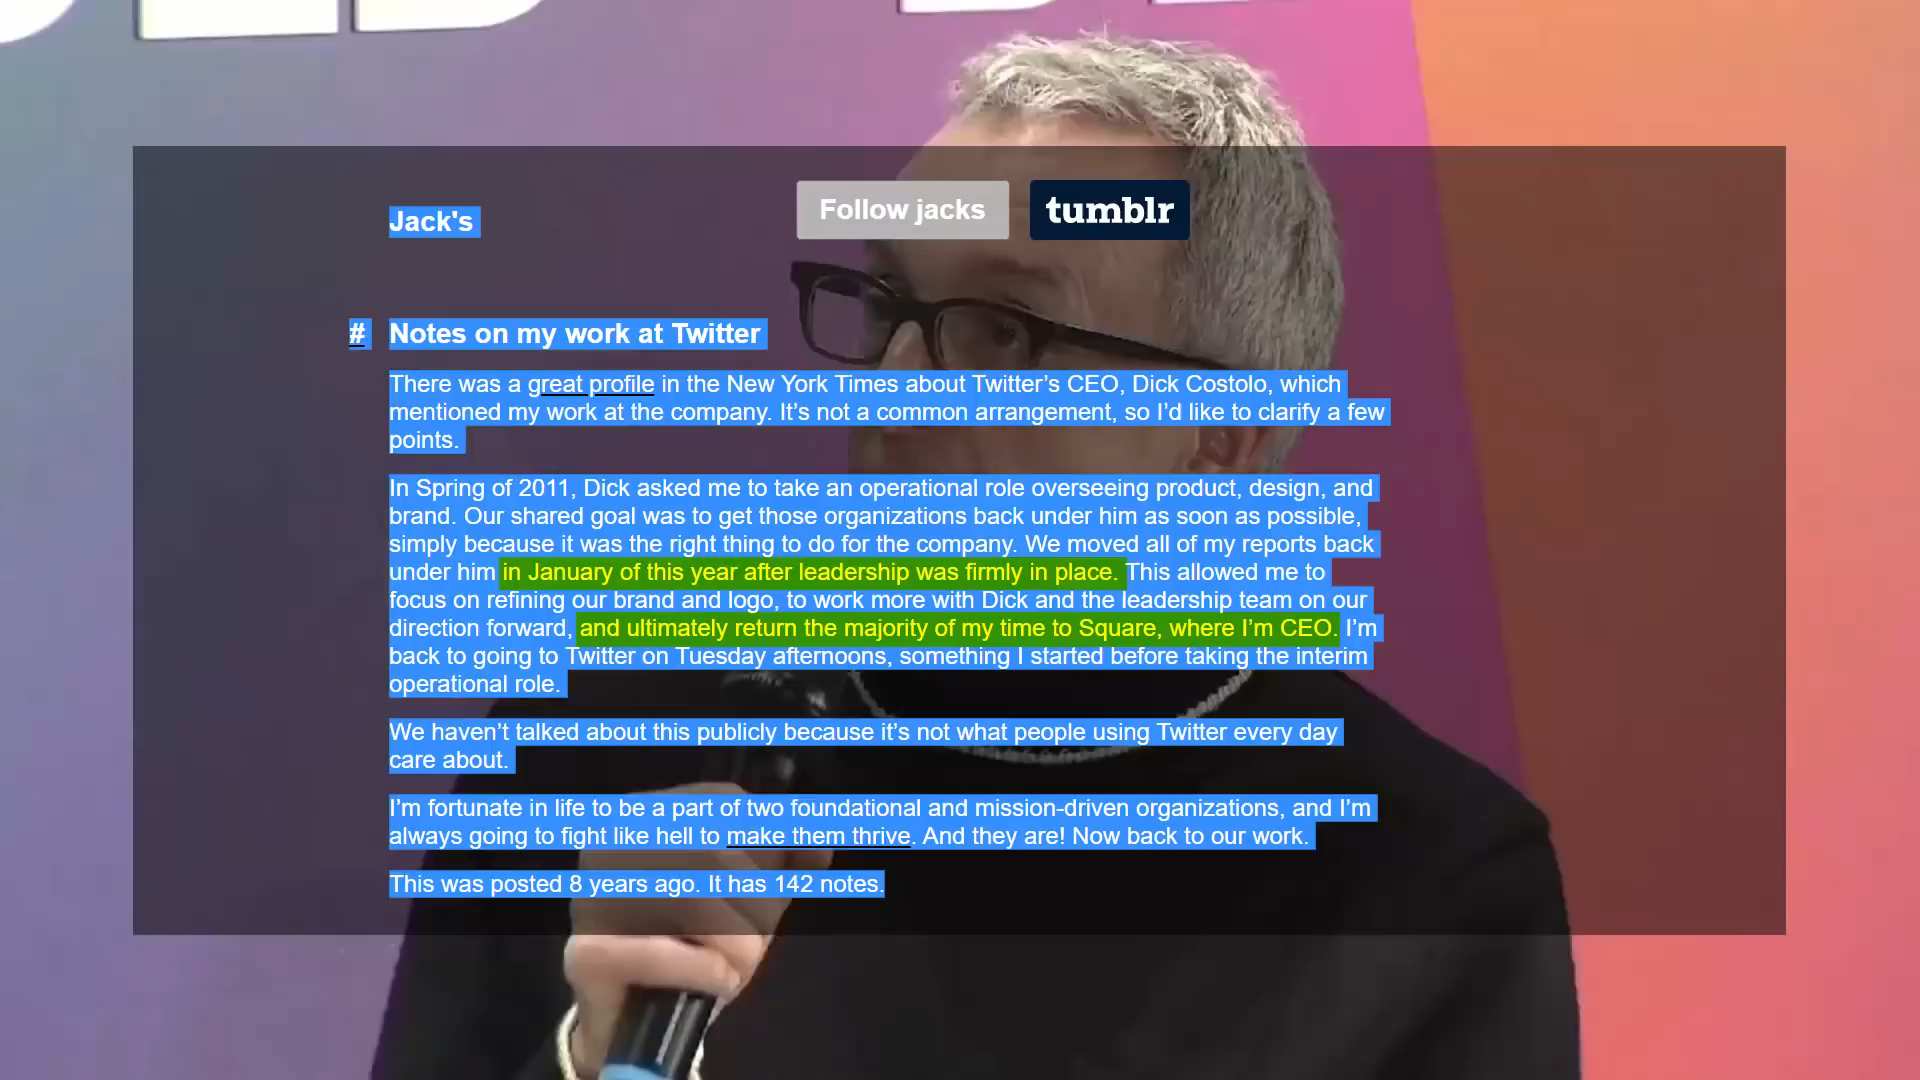 Jack's
Follow jacks
tumblr
# Notes on my work at Twitter
There was a great profile in the New York Times about Twitter’s CEO, Dick Costolo, which
mentioned my work at the company. It’s not a common arrangement, so I’d like to clarify a few
points.
In Spring of 2011, Dick asked me to take an operational role overseeing product, design, and
brand. Our shared goal was to get those organizations back under him as soon as possible,
simply because it was the right thing to do for the company. We moved all of my reports back
under him in January of this year after leadership was firmly in place. This allowed me to
focus on refining our brand and logo, to work more with Dick and the leadership team on our
direction forward, and ultimately return the majority of my time to Square, where I’m CEO. I’m
back to going to Twitter on Tuesday afternoons, something I started before taking the interim
operational role.
We haven’t talked about this publicly because it’s not what people using Twitter every day
care about.
I’m fortunate in life to be a part of two foundational and mission-driven organizations, and I’m
always going to fight like hell to make them thrive. And they are! Now back to our work.
This was posted 8 years ago. It has 142 notes.